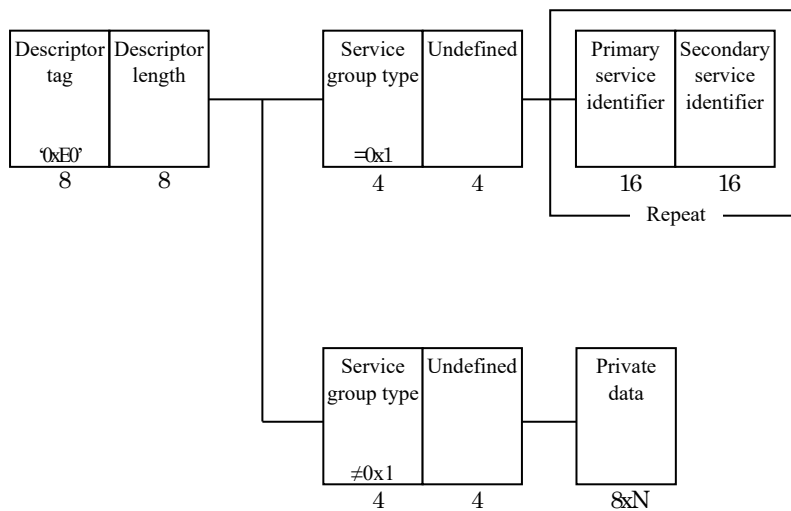 Descriptor tag
Descriptor length
‘0xE0’
8
8
Service group type
Undefined
=0x1
4
4
Primary service identifier
Secondary service identifier
16
16
Repeat
Service group type
Undefined
≠0x1
4
4
Private data
8xN